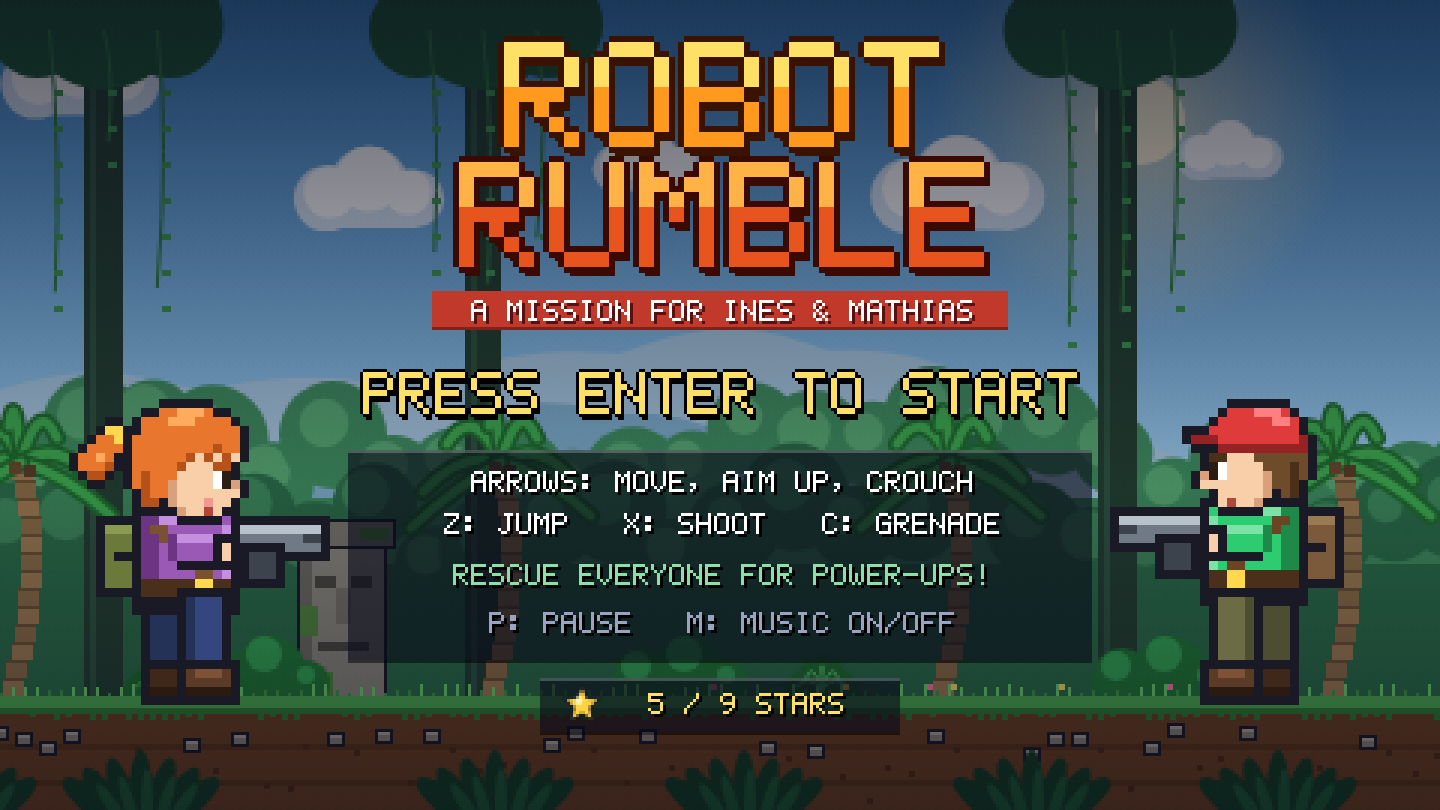 ROBOT
RUMBLE
A MISSION FOR INES & MATHIAS
PRESS ENTER TO START
ARROWS: MOVE, AIM UP, CROUCH
Z: JUMP X: SHOOT C: GRENADE
RESCUE EVERYONE FOR POWER-UPS!
P: PAUSE M: MUSIC ON/OFF
5 / 9 STARS